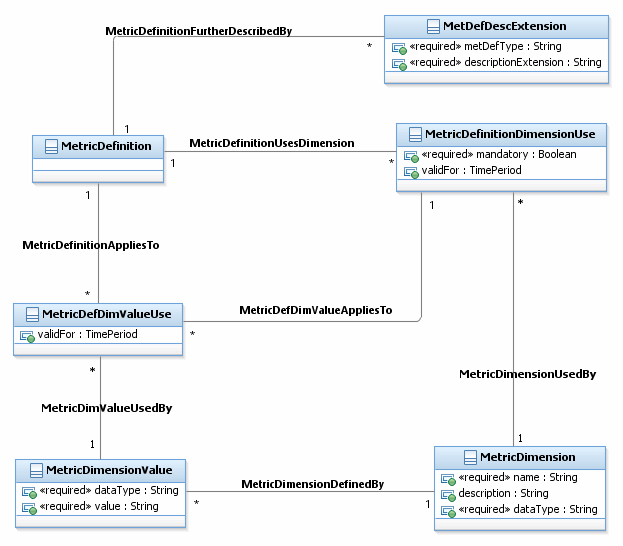 MetricDefinitionFurtherDescribedBy
MetDefDescExtension
*
«required» metDefType : String
«required» descriptionExtension : String
1
MetricDefinition
MetricDefinitionUsesDimension
1
*
MetricDefinitionDimensionUse
«required» mandatory : Boolean
validFor : TimePeriod
1
1
*
MetricDefinitionAppliesTo
*
MetricDefDimValueUse
validFor : TimePeriod
MetricDefDimValueAppliesTo
*
*
MetricDimensionUsedBy
MetricDimValueUsedBy
1
1
MetricDimensionValue
«required» dataType : String
«required» value : String
MetricDimensionDefinedBy
*
1
MetricDimension
«required» name : String
description : String
«required» dataType : String